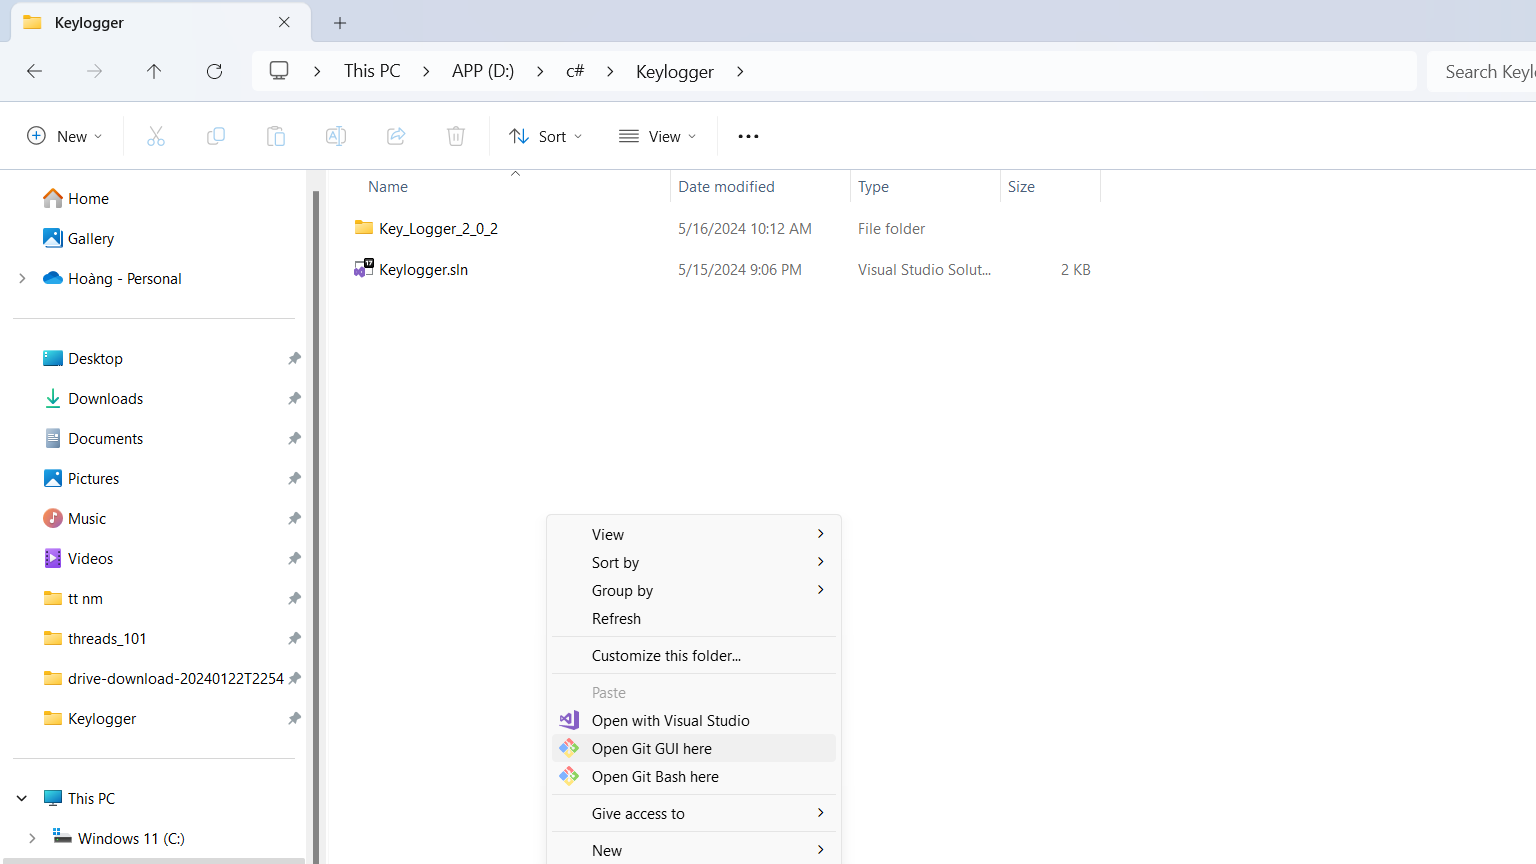 Keylogger
This PC
APP (D:)
c#
Keylogger
Search Keyl
New
Sort
View
Name
Date modified
Type
Size
Key_Logger_2_0_2
5/16/2024 10:12 AM
File folder
Keylogger.sln
5/15/2024 9:06 PM
Visual Studio Solut...
2 KB
Home
Gallery
Hoàng - Personal
Desktop
Downloads
Documents
Pictures
Music
Videos
tt nm
threads_101
drive-download-20240122T2254
Keylogger
This PC
Windows 11 (C:)
View
Sort by
Group by
Refresh
Customize this folder...
Paste
Open with Visual Studio
Open Git GUI here
Open Git Bash here
Give access to
New